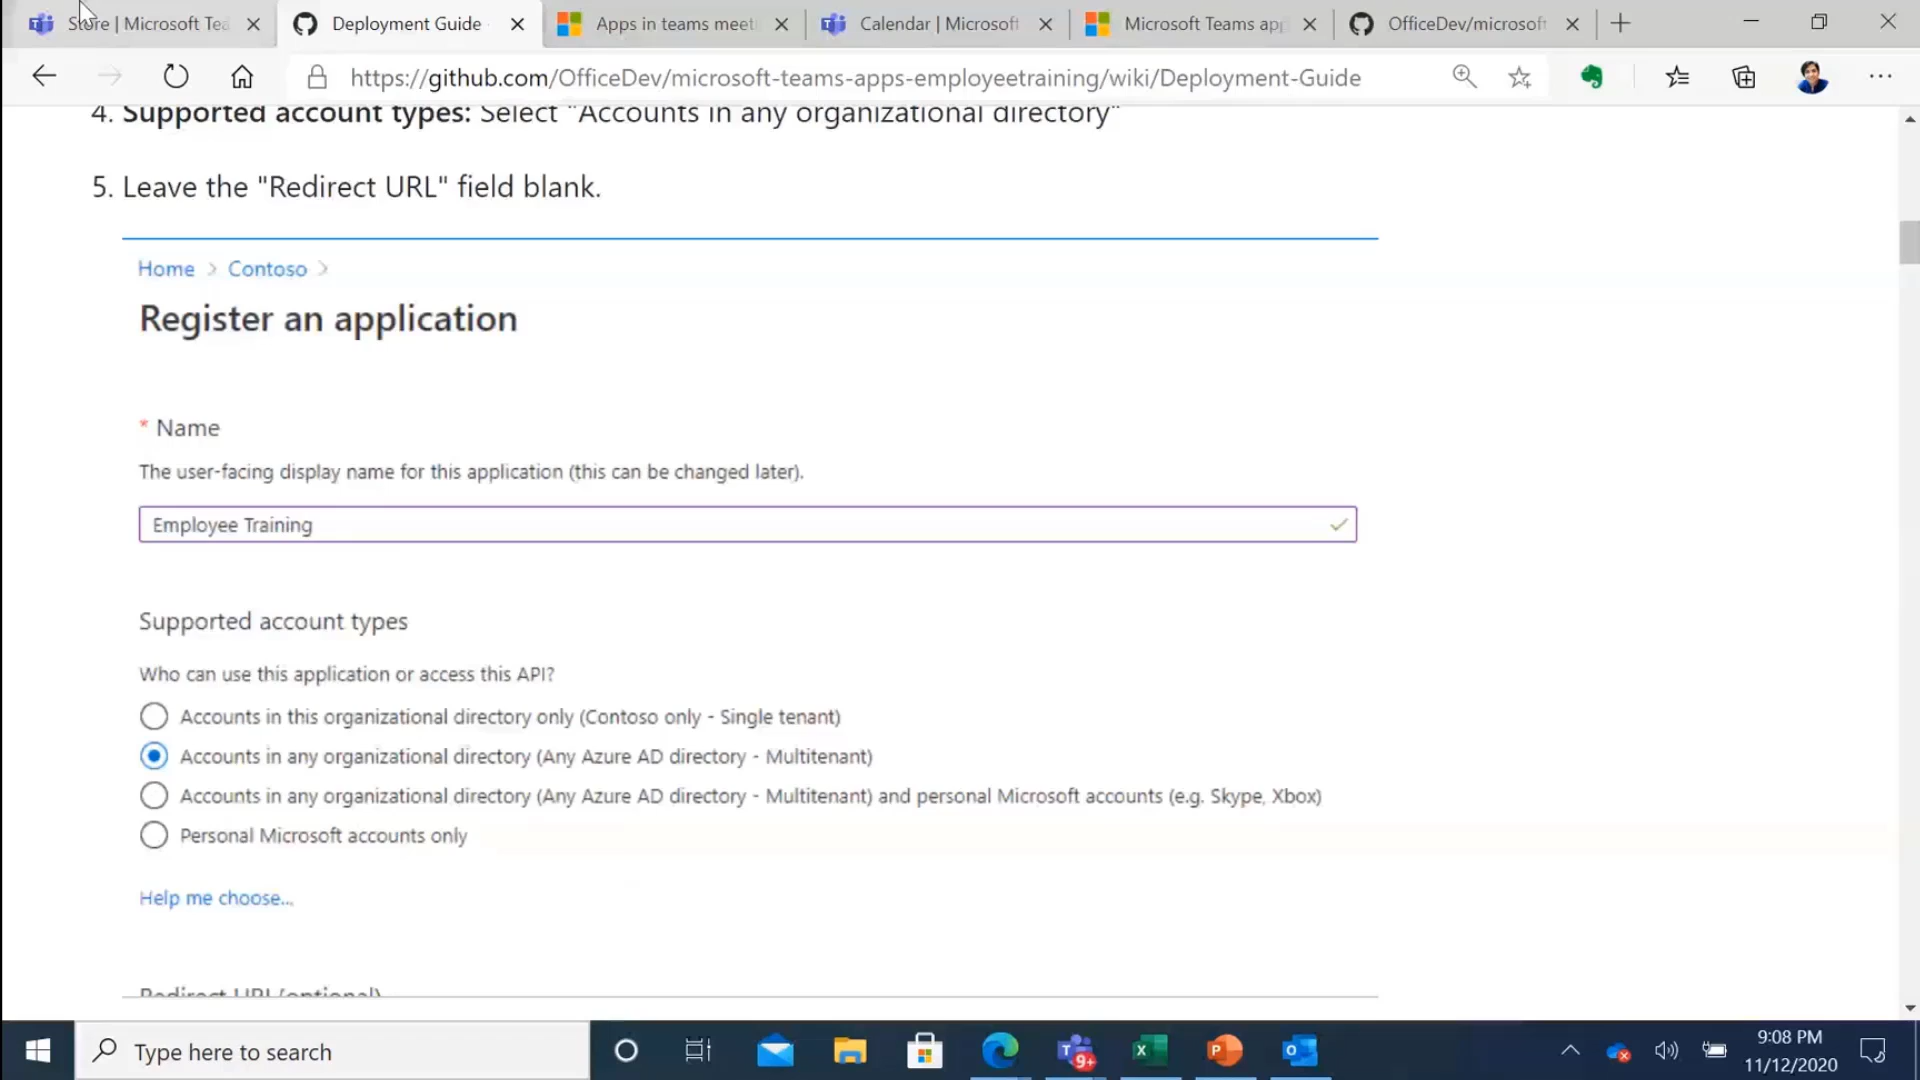 Store | Microsoft Tea
Deployment Guide
Apps in teams meet
Calendar | Microsoft
Microsoft Teams app
OfficeDev/microsoft
https://github.com/OfficeDev/microsoft-teams-apps-employeetraining/wiki/Deployment-Guide
4. Supported account types: Select "Accounts in any organizational directory"
5. Leave the "Redirect URL" field blank.
Home > Contoso >
Register an application
* Name
The user-facing display name for this application (this can be changed later).
Employee Training
Supported account types
Who can use this application or access this API?
Accounts in this organizational directory only (Contoso only - Single tenant)
Accounts in any organizational directory (Any Azure AD directory - Multitenant)
Accounts in any organizational directory (Any Azure AD directory - Multitenant) and personal Microsoft accounts (e.g. Skype, Xbox)
Personal Microsoft accounts only
Help me choose...
Redirect URI (optional)
Type here to search
9+
9:08 PM
11/12/2020